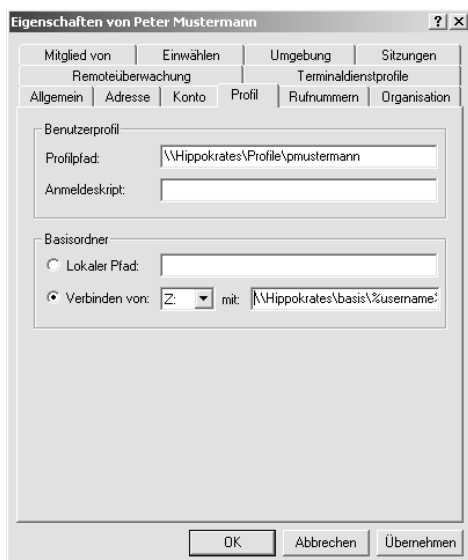 Eigenschaften von Peter Mustermann
Mitglied von Einwählen Umgebung Sitzungen
Remoteüberwachung Terminaldienstprofile
Allgemein Adresse Konto Profil Rufnummern Organisation
Benutzerprofil
Profilpfad: \\Hippokrates\Profile\pmustermann
Anmeldeskript:
Basisordner
Lokaler Pfad:
Verbinden von: Z: mit: \\Hippokrates\basis\%username%
OK Abbrechen Übernehmen